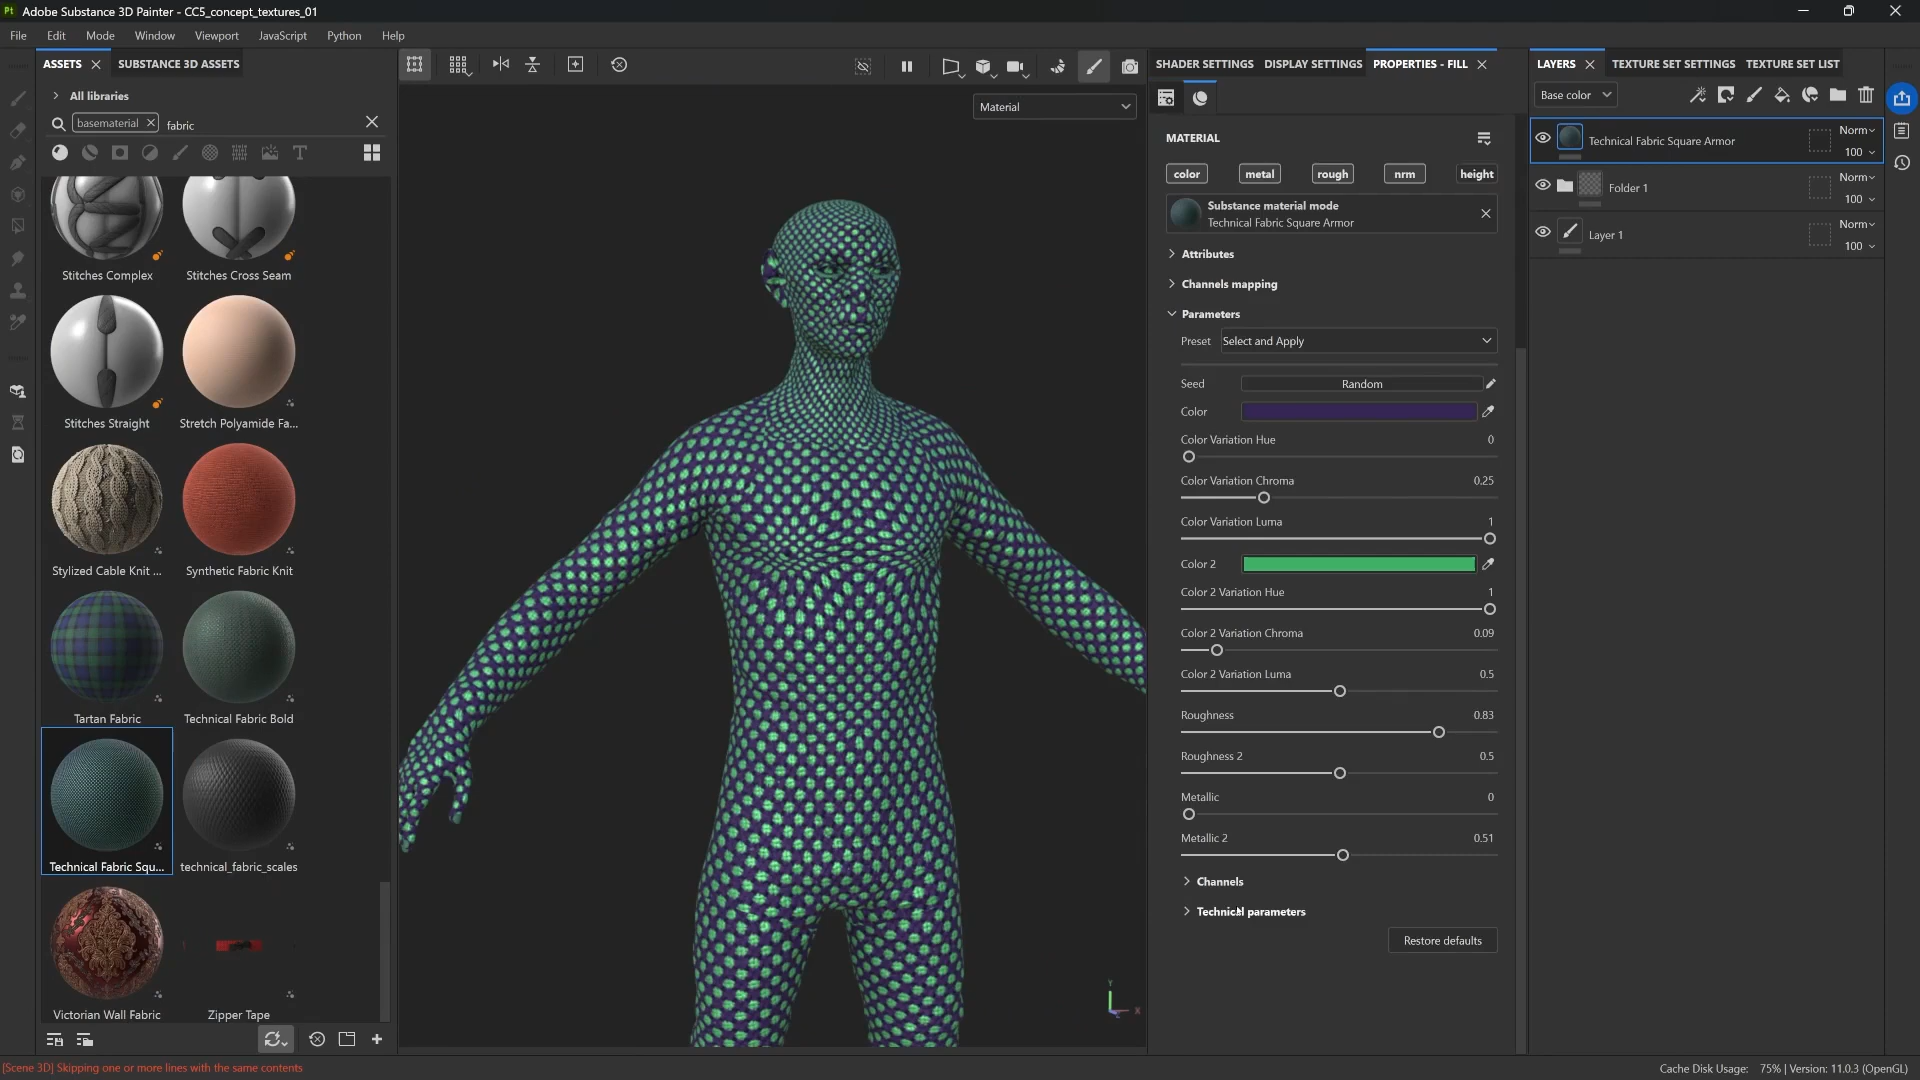 Pt Adobe Substance 3D Painter - CC5_concept_textures_01
File Edit Mode Window Viewport JavaScript Python Help
ASSETS SUBSTANCE 3D ASSETS
All libraries
basematerial fabric
Stitches Complex Stitches Cross Seam
Stitches Straight Stretch Polyamide Fa...
Stylized Cable Knit ... Synthetic Fabric Knit
Tartan Fabric Technical Fabric Bold
Technical Fabric Squ... technical_fabric_scales
Victorian Wall Fabric Zipper Tape
Material
Y
X
SHADER SETTINGS DISPLAY SETTINGS PROPERTIES - FILL
MATERIAL
color metal rough nrm height
Substance material mode
Technical Fabric Square Armor
Attributes
Channels mapping
Parameters
Preset Select and Apply
Seed Random
Color
Color Variation Hue 0
Color Variation Chroma 0.25
Color Variation Luma 1
Color 2
Color 2 Variation Hue 1
Color 2 Variation Chroma 0.09
Color 2 Variation Luma 0.5
Roughness 0.83
Roughness 2 0.5
Metallic 0
Metallic 2 0.51
Channels
Technical parameters
Restore defaults
LAYERS TEXTURE SET SETTINGS TEXTURE SET LIST
Base color
Technical Fabric Square Armor Norm
100
Folder 1 Norm
100
Layer 1 Norm
100
[Scene 3D] Skipping one or more lines with the same contents
Cache Disk Usage: 75% | Version: 11.0.3 (OpenGL)